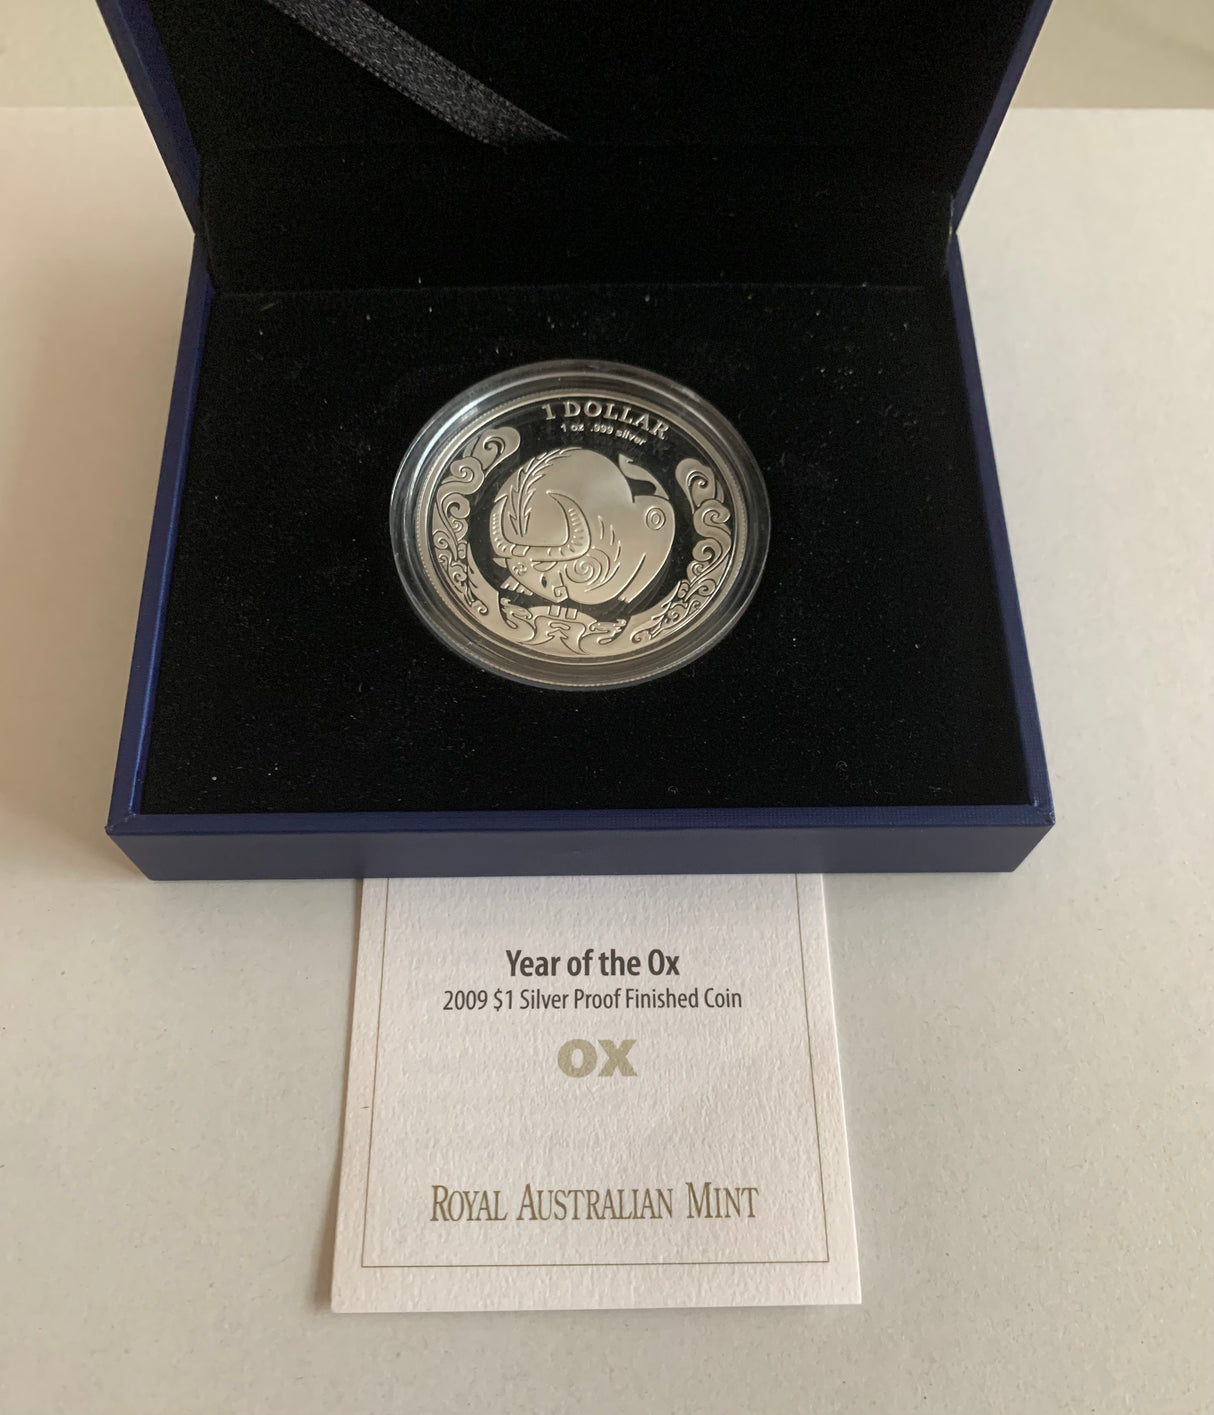 1 DOLLAR
1 oz .999 silver
Year of the Ox
2009 $1 Silver Proof Finished Coin
OX
ROYAL AUSTRALIAN MINT